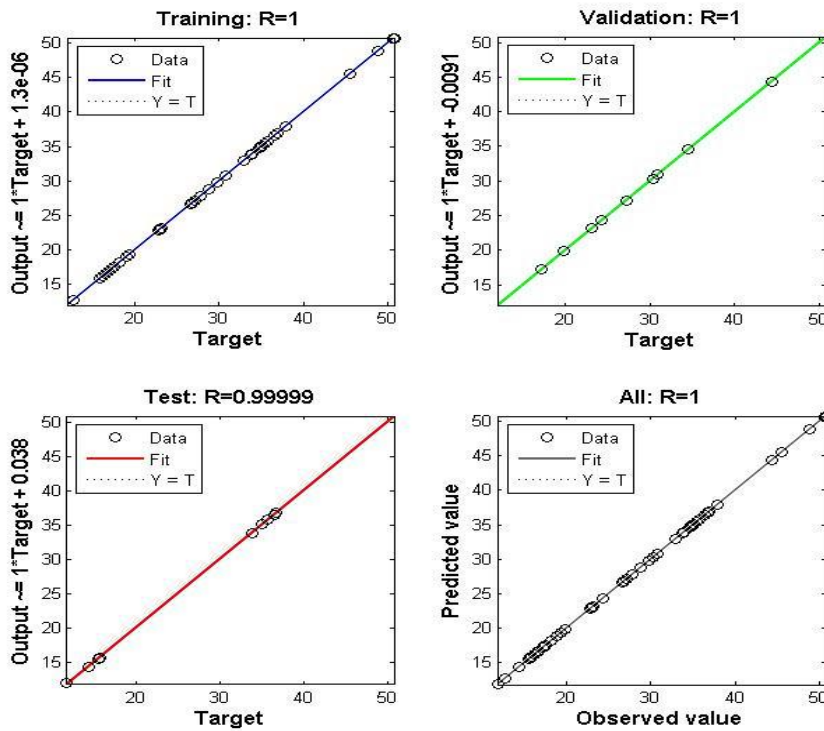 Training: R=1
Output ~= 1*Target + 1.3e-06
50
45
40
35
30
25
20
15
Data
Fit
Y = T
20
30
40
50
Target
Validation: R=1
Output ~= 1*Target + -0.0091
50
45
40
35
30
25
20
15
Data
Fit
Y = T
20
30
40
50
Target
Test: R=0.99999
Output ~= 1*Target + 0.038
50
45
40
35
30
25
20
15
Data
Fit
Y = T
20
30
40
50
Target
All: R=1
Predicted value
50
45
40
35
30
25
20
15
Data
Fit
Y = T
20
30
40
50
Observed value